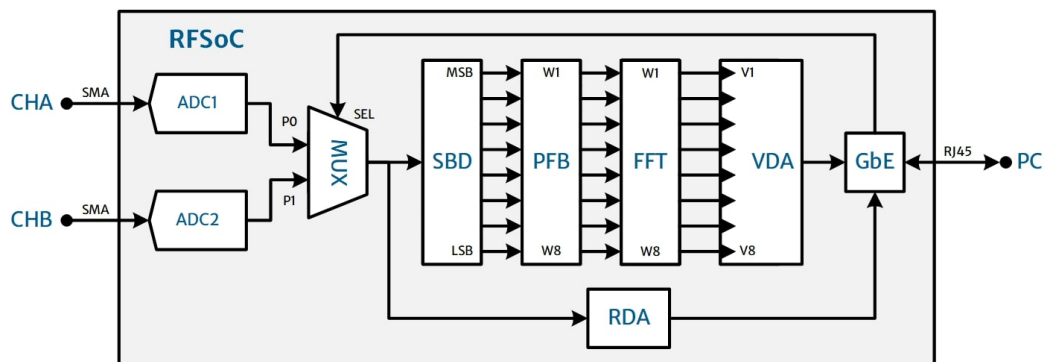 RFSoC
CHA
SMA
ADC1
P0
SEL
MUX
P1
CHB
SMA
ADC2
MSB
SBD
LSB
W1
PFB
W8
W1
FFT
W8
V1
VDA
V8
GbE
RJ45
PC
RDA